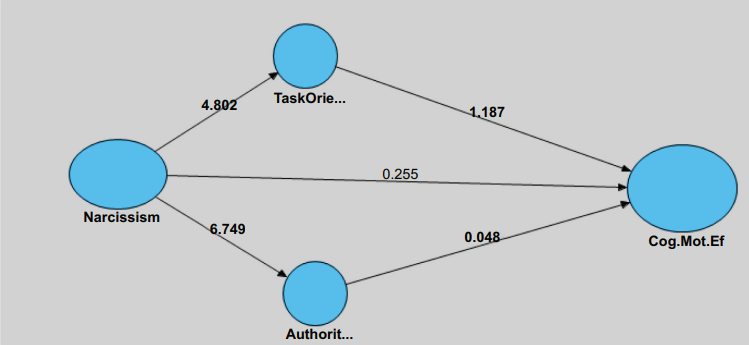 TaskOrie...
4.802
1.187
0.255
Narcissism
Cog.Mot.Ef
6.749
0.048
Authorit...